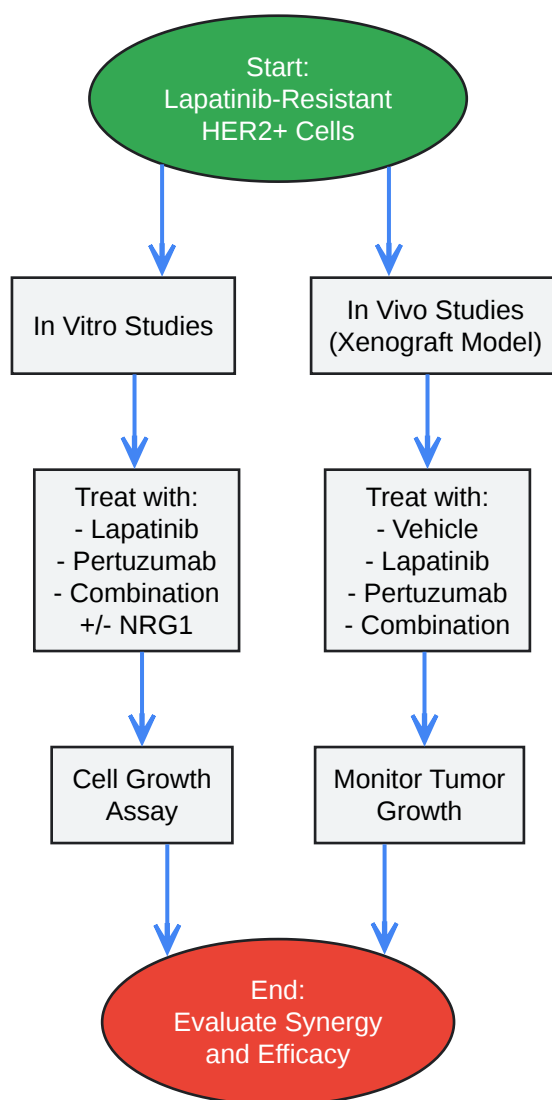 Start:
Lapatinib-Resistant
HER2+ Cells
In Vitro Studies
In Vivo Studies
(Xenograft Model)
Treat with:
- Lapatinib
- Pertuzumab
- Combination
+/- NRG1
Treat with:
- Vehicle
- Lapatinib
- Pertuzumab
- Combination
Cell Growth
Assay
Monitor Tumor
Growth
End:
Evaluate Synergy
and Efficacy